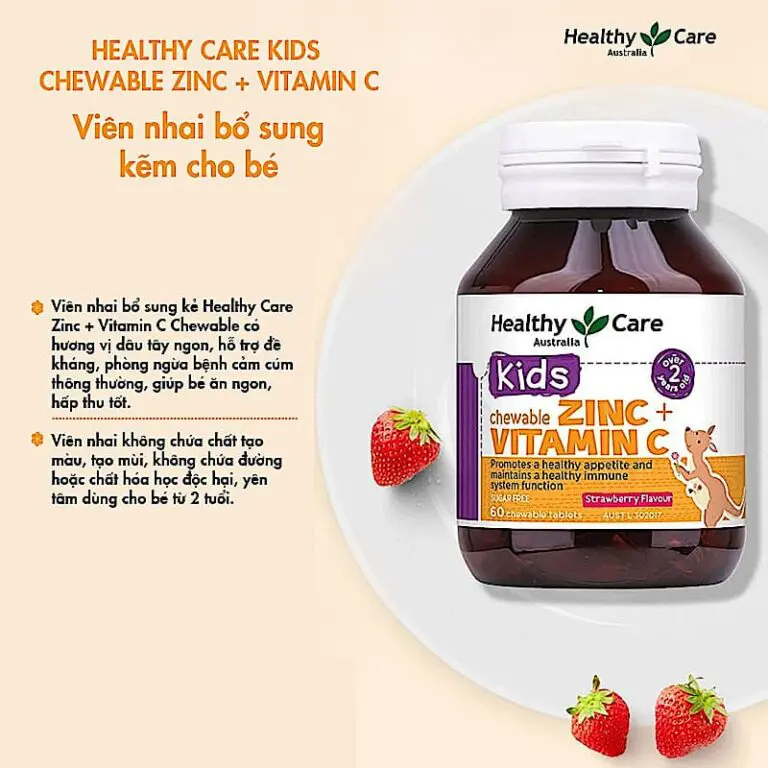 HEALTHY CARE KIDS
CHEWABLE ZINC + VITAMIN C
Viên nhai bổ sung
kẽm cho bé
Healthy Care
Australia
Viên nhai bổ sung kẻ Healthy Care
Zinc + Vitamin C Chewable có
hương vị dâu tây ngon, hỗ trợ đề
kháng, phòng ngừa bệnh cảm cúm
thông thường, giúp bé ăn ngon,
hấp thu tốt.
Viên nhai không chứa chất tạo
màu, tạo mùi, không chứa đường
hoặc chất hóa học độc hại, yên
tâm dùng cho bé từ 2 tuổi.
Healthy Care
Australia
Kids
over
2
years old
chewable ZINC +
VITAMIN C
Promotes a healthy appetite and
maintains a healthy immune
system function
SUGAR FREE
Strawberry Flavour
60 chewable tablets
AUST L 302017